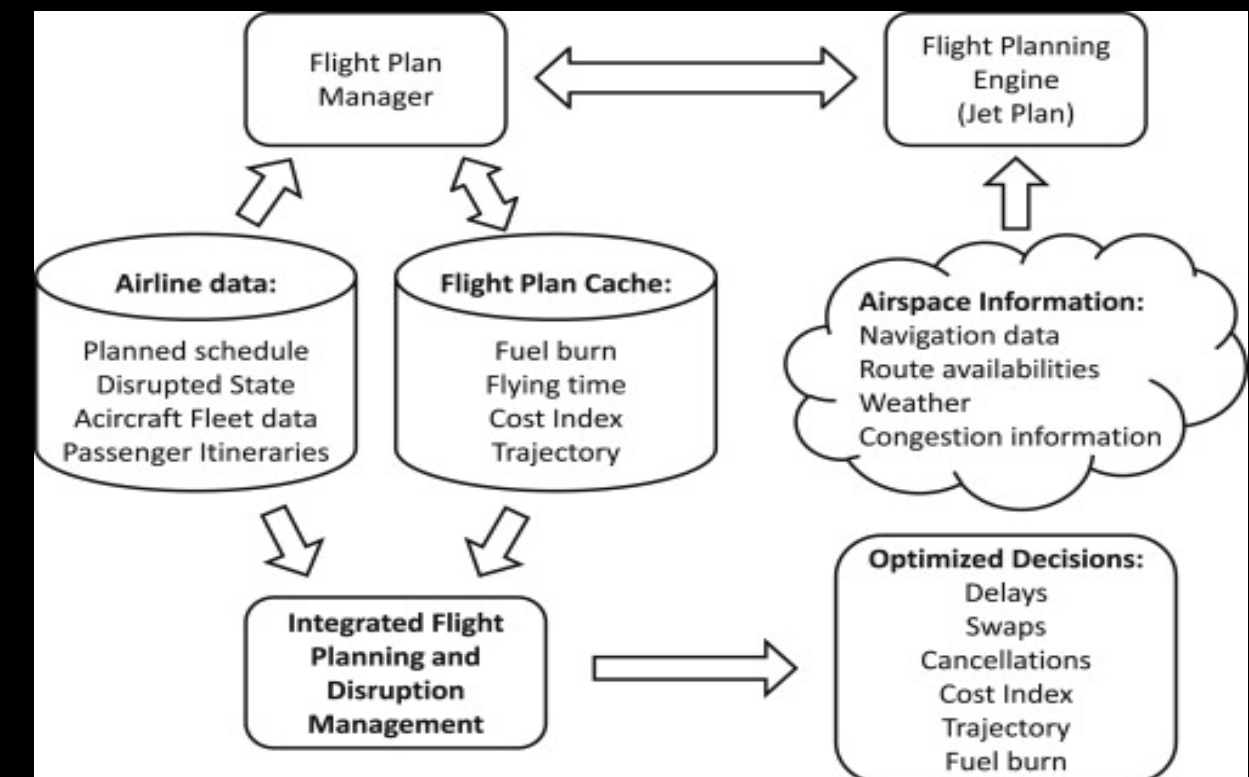 Flight Plan
Manager
Flight Planning
Engine
(Jet Plan)
Airline data:
Planned schedule
Disrupted State
Acircraft Fleet data
Passenger Itineraries
Flight Plan Cache:
Fuel burn
Flying time
Cost Index
Trajectory
Airspace Information:
Navigation data
Route availabilities
Weather
Congestion information
Integrated Flight
Planning and
Disruption
Management
Optimized Decisions:
Delays
Swaps
Cancellations
Cost Index
Trajectory
Fuel burn